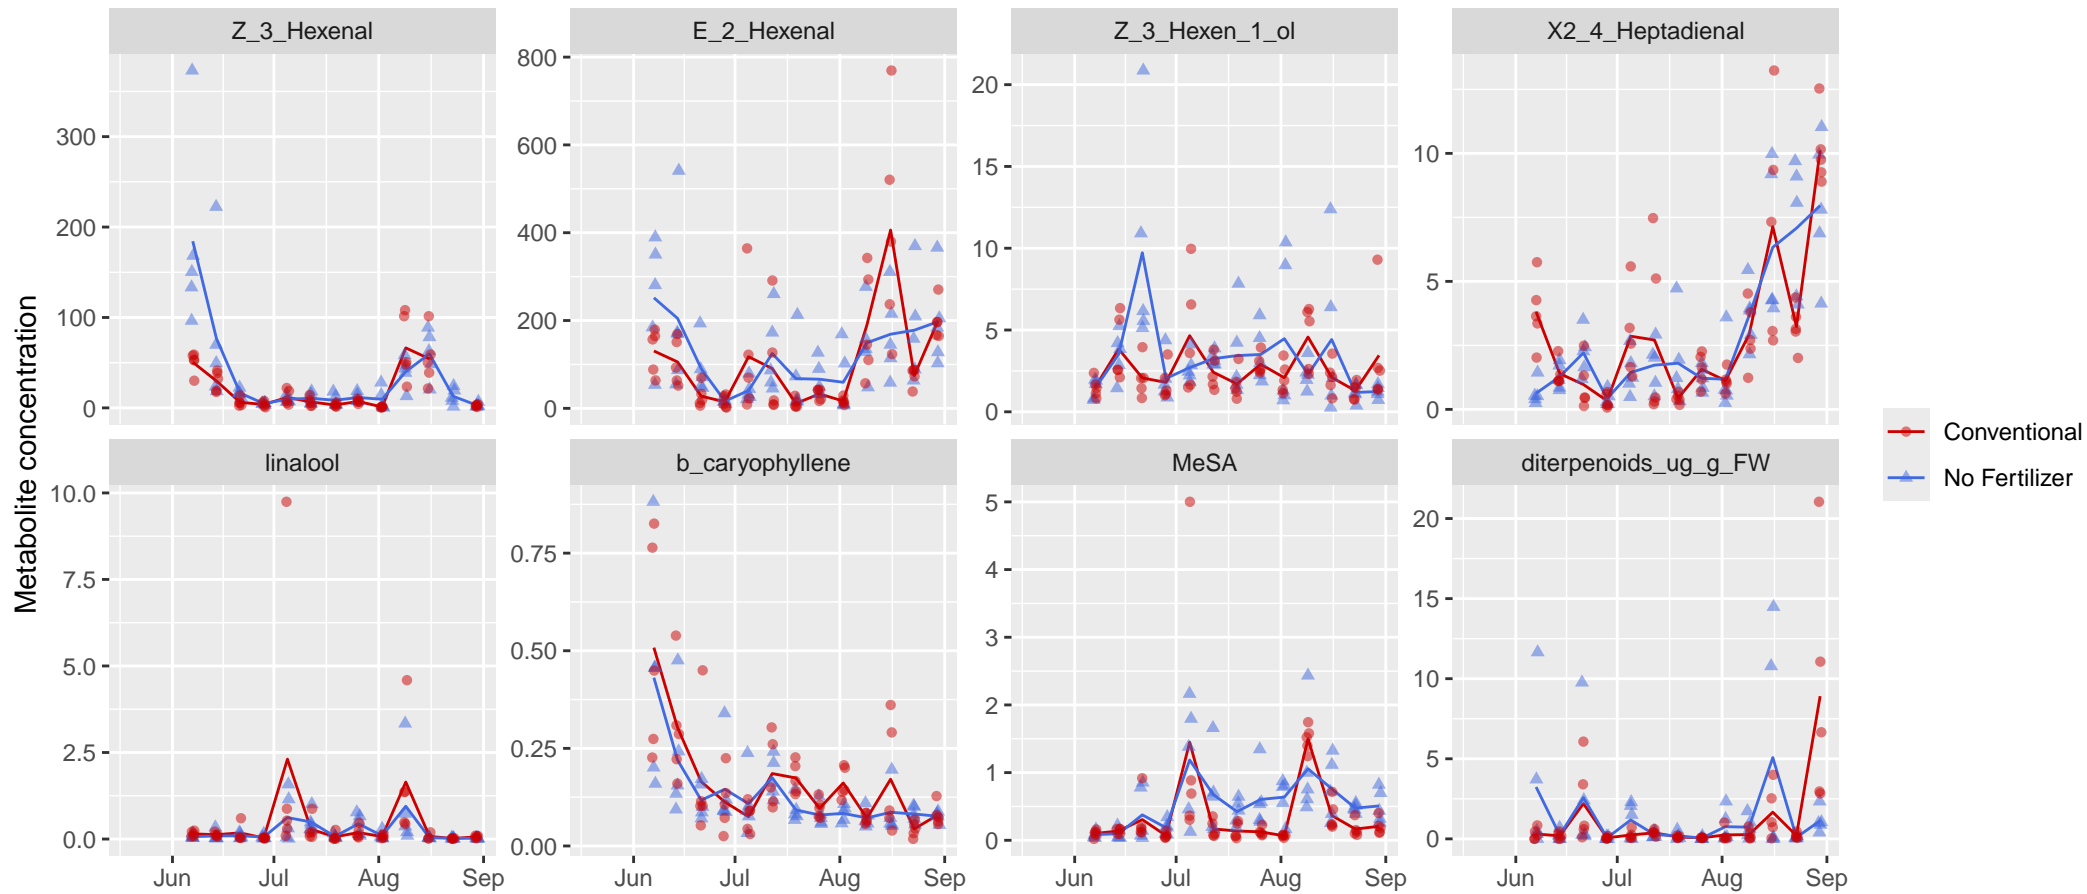 Z_3_Hexenal
E_2_Hexenal
Z_3_Hexen_1_ol
X2_4_Heptadienal
300
200
100
0
800
600
400
200
0
20
15
10
5
0
10
5
0
linalool
b_caryophyllene
MeSA
diterpenoids_ug_g_FW
10.0
7.5
5.0
2.5
0.0
0.75
0.50
0.25
0.00
5
4
3
2
1
0
20
15
10
5
0
Jun Jul Aug Sep
Jun Jul Aug Sep
Jun Jul Aug Sep
Jun Jul Aug Sep
Metabolite concentration
Conventional
No Fertilizer